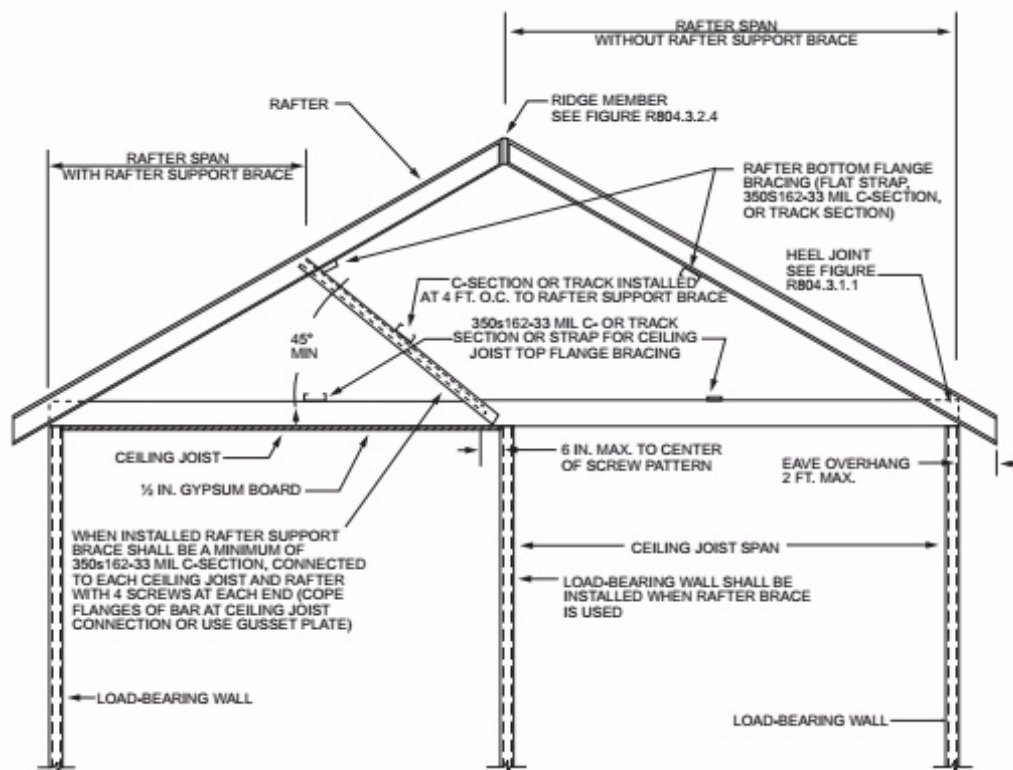 RAFTER SPAN
WITHOUT RAFTER SUPPORT BRACE
RAFTER
RIDGE MEMBER
SEE FIGURE R804.3.2.4
RAFTER SPAN
WITH RAFTER SUPPORT BRACE
RAFTER BOTTOM FLANGE
BRACING (FLAT STRAP,
350S162-33 MIL C-SECTION,
OR TRACK SECTION)
HEEL JOINT
SEE FIGURE
R804.3.1.1
C-SECTION OR TRACK INSTALLED
AT 4 FT. O.C. TO RAFTER SUPPORT BRACE
350s162-33 MIL C- OR TRACK
SECTION OR STRAP FOR CEILING
JOIST TOP FLANGE BRACING
45°
MIN
CEILING JOIST
½ IN. GYPSUM BOARD
6 IN. MAX. TO CENTER
OF SCREW PATTERN
EAVE OVERHANG
2 FT. MAX.
WHEN INSTALLED RAFTER SUPPORT
BRACE SHALL BE A MINIMUM OF
350s162-33 MIL C-SECTION, CONNECTED
TO EACH CEILING JOIST AND RAFTER
WITH 4 SCREWS AT EACH END (COPE
FLANGES OF BAR AT CEILING JOIST
CONNECTION OR USE GUSSET PLATE)
CEILING JOIST SPAN
LOAD-BEARING WALL SHALL BE
INSTALLED WHEN RAFTER BRACE
IS USED
LOAD-BEARING WALL
LOAD-BEARING WALL